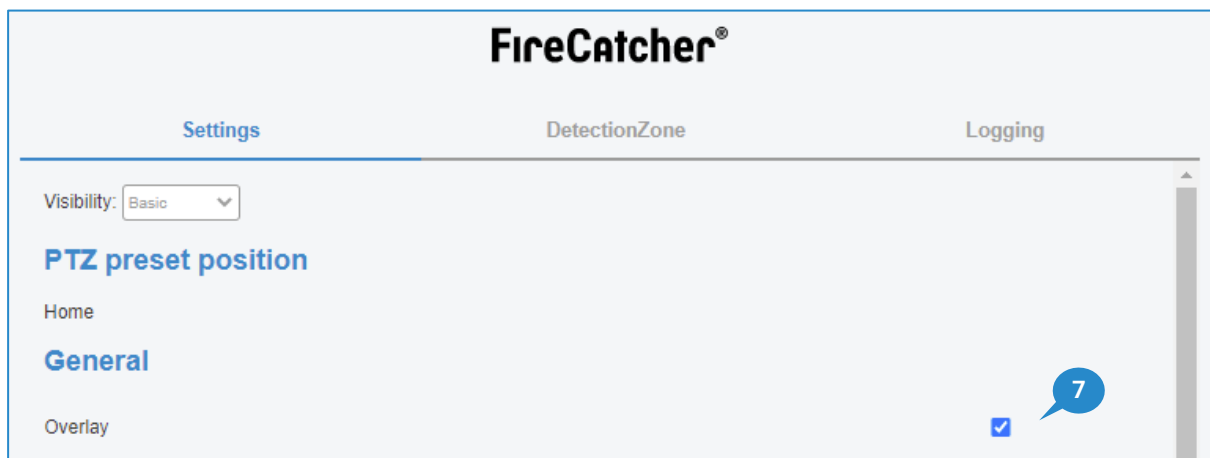 FireCatcher®
Settings DetectionZone Logging
Visibility: Basic
PTZ preset position
Home
General
7
Overlay